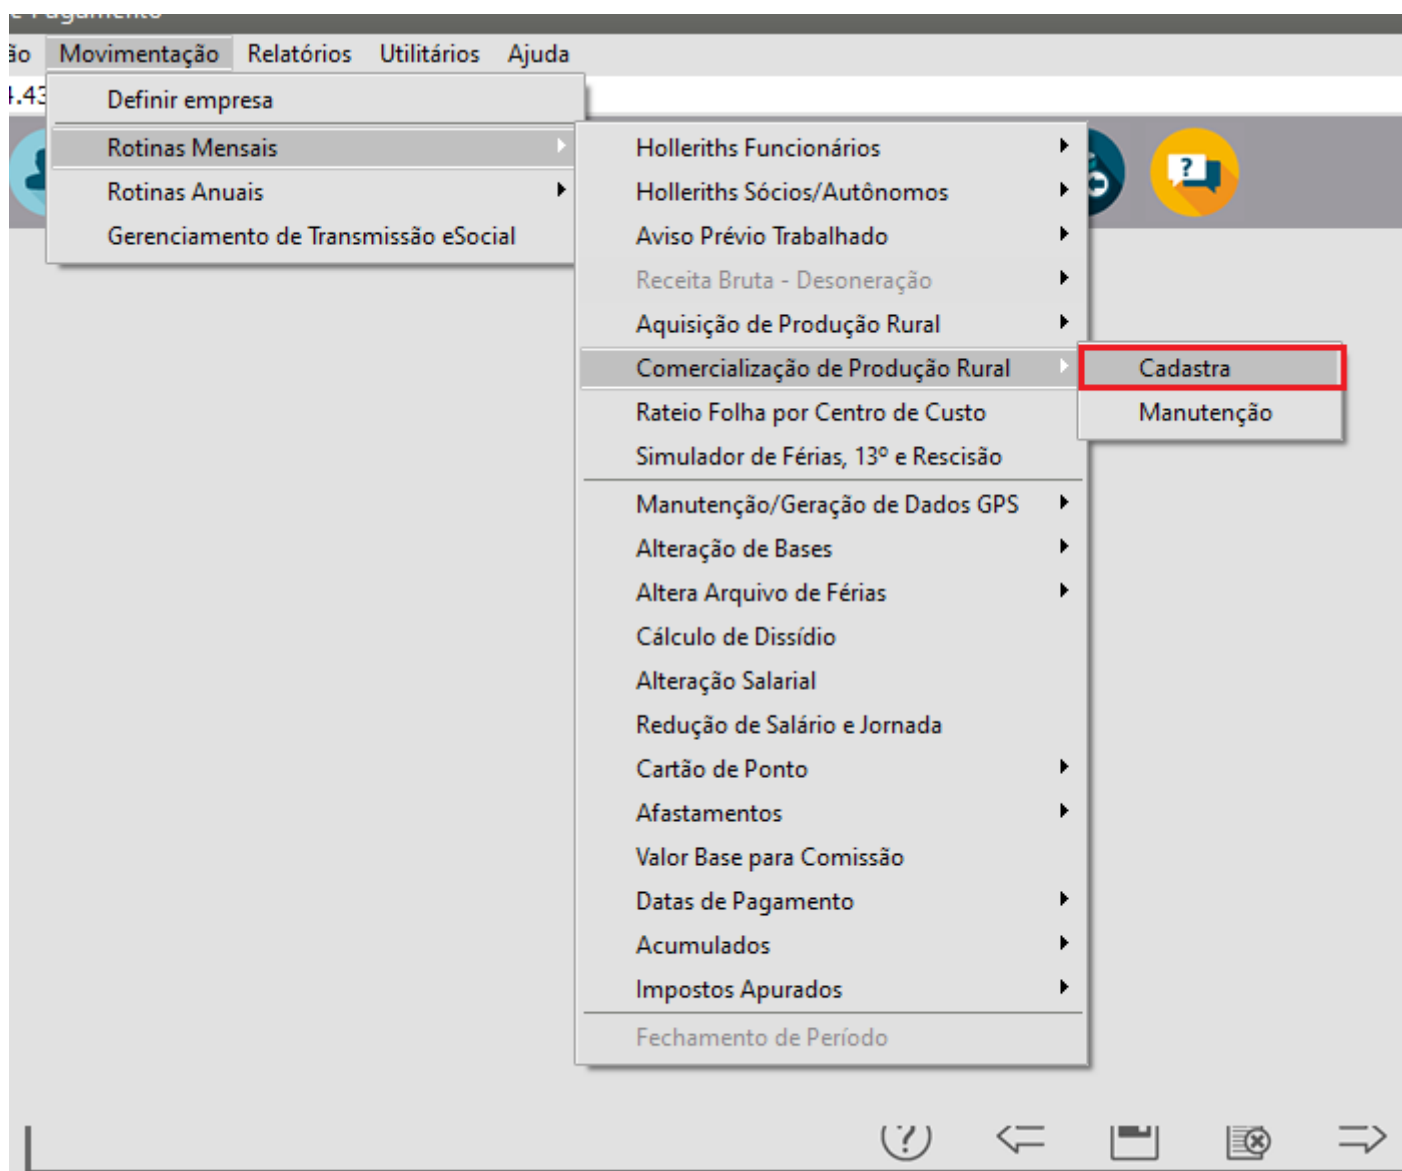 Pagamento
ão Movimentação Relatórios Utilitários Ajuda
Definir empresa
Rotinas Mensais
Rotinas Anuais
Gerenciamento de Transmissão eSocial
Holleriths Funcionários
Holleriths Sócios/Autônomos
Aviso Prévio Trabalhado
Receita Bruta - Desoneração
Aquisição de Produção Rural
Comercialização de Produção Rural
Rateio Folha por Centro de Custo
Simulador de Férias, 13º e Rescisão
Manutenção/Geração de Dados GPS
Alteração de Bases
Altera Arquivo de Férias
Cálculo de Dissídio
Alteração Salarial
Redução de Salário e Jornada
Cartão de Ponto
Afastamentos
Valor Base para Comissão
Datas de Pagamento
Acumulados
Impostos Apurados
Fechamento de Período
Cadastra
Manutenção